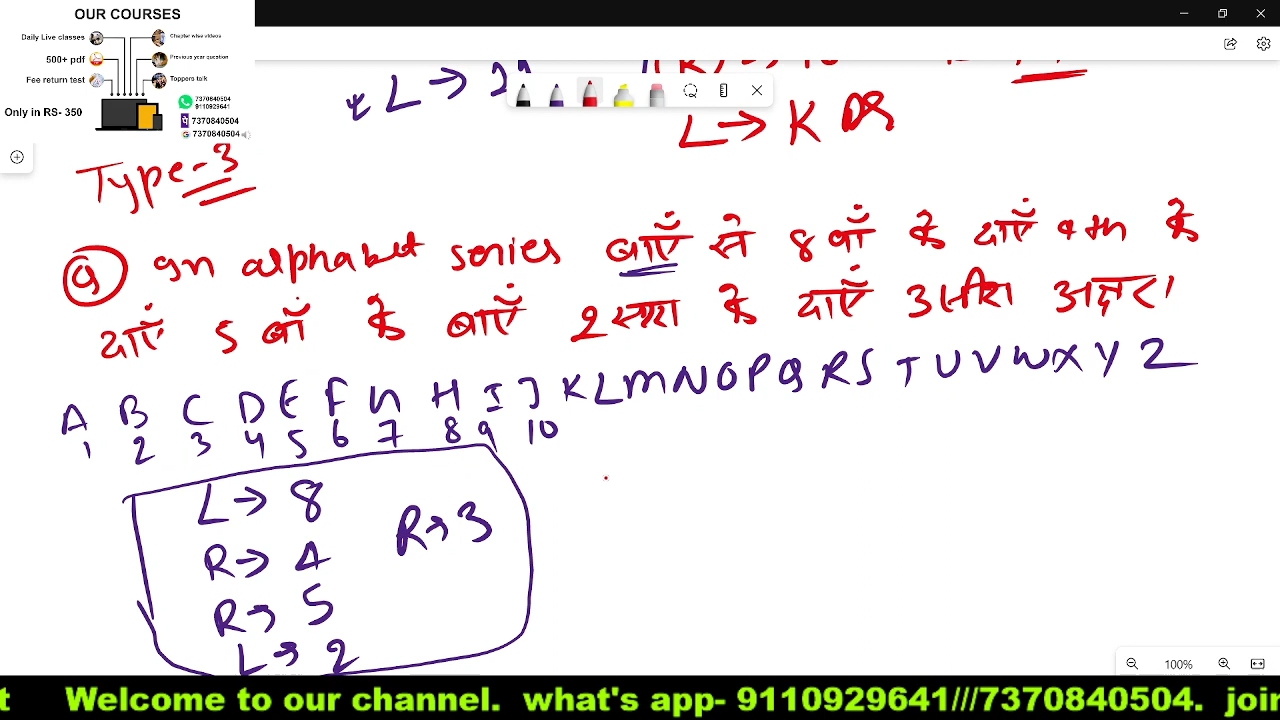 OUR COURSES
Daily Live classes
Chapter wise videos
500+ pdf
Previous year question
Fee return test
Toppers talk
Only in RS- 350
7370840504
9110929641
7370840504
7370840504
L → K
Type-3
Q In alphabet series बाएँ से 8 वाँ के दाएँ 4th के
दाएँ 5 वाँ के बाएँ 2सरा के दाएँ 3सरा अक्षर।
A B C D E F G H I J K L M N O P Q R S T U V W X Y Z
1 2 3 4 5 6 7 8 9 10
L → 8
R → 3
R → 4
R → 5
L → 2
100%
t Welcome to our channel. what's app- 9110929641///7370840504. join